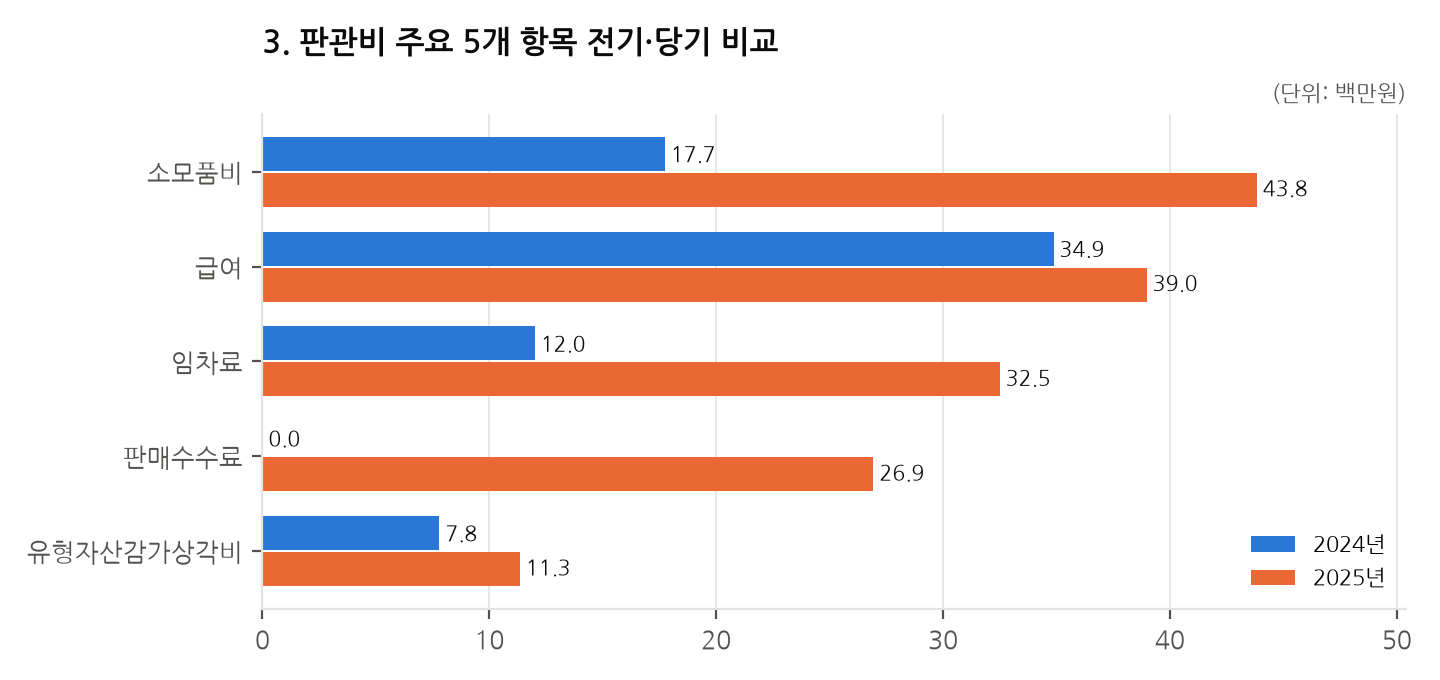 3. 판관비 주요 5개 항목 전기·당기 비교
(단위: 백만원)
소모품비
17.7
43.8
급여
34.9
39.0
임차료
12.0
32.5
판매수수료
0.0
26.9
유형자산감가상각비
7.8
11.3
2024년
2025년
0 10 20 30 40 50